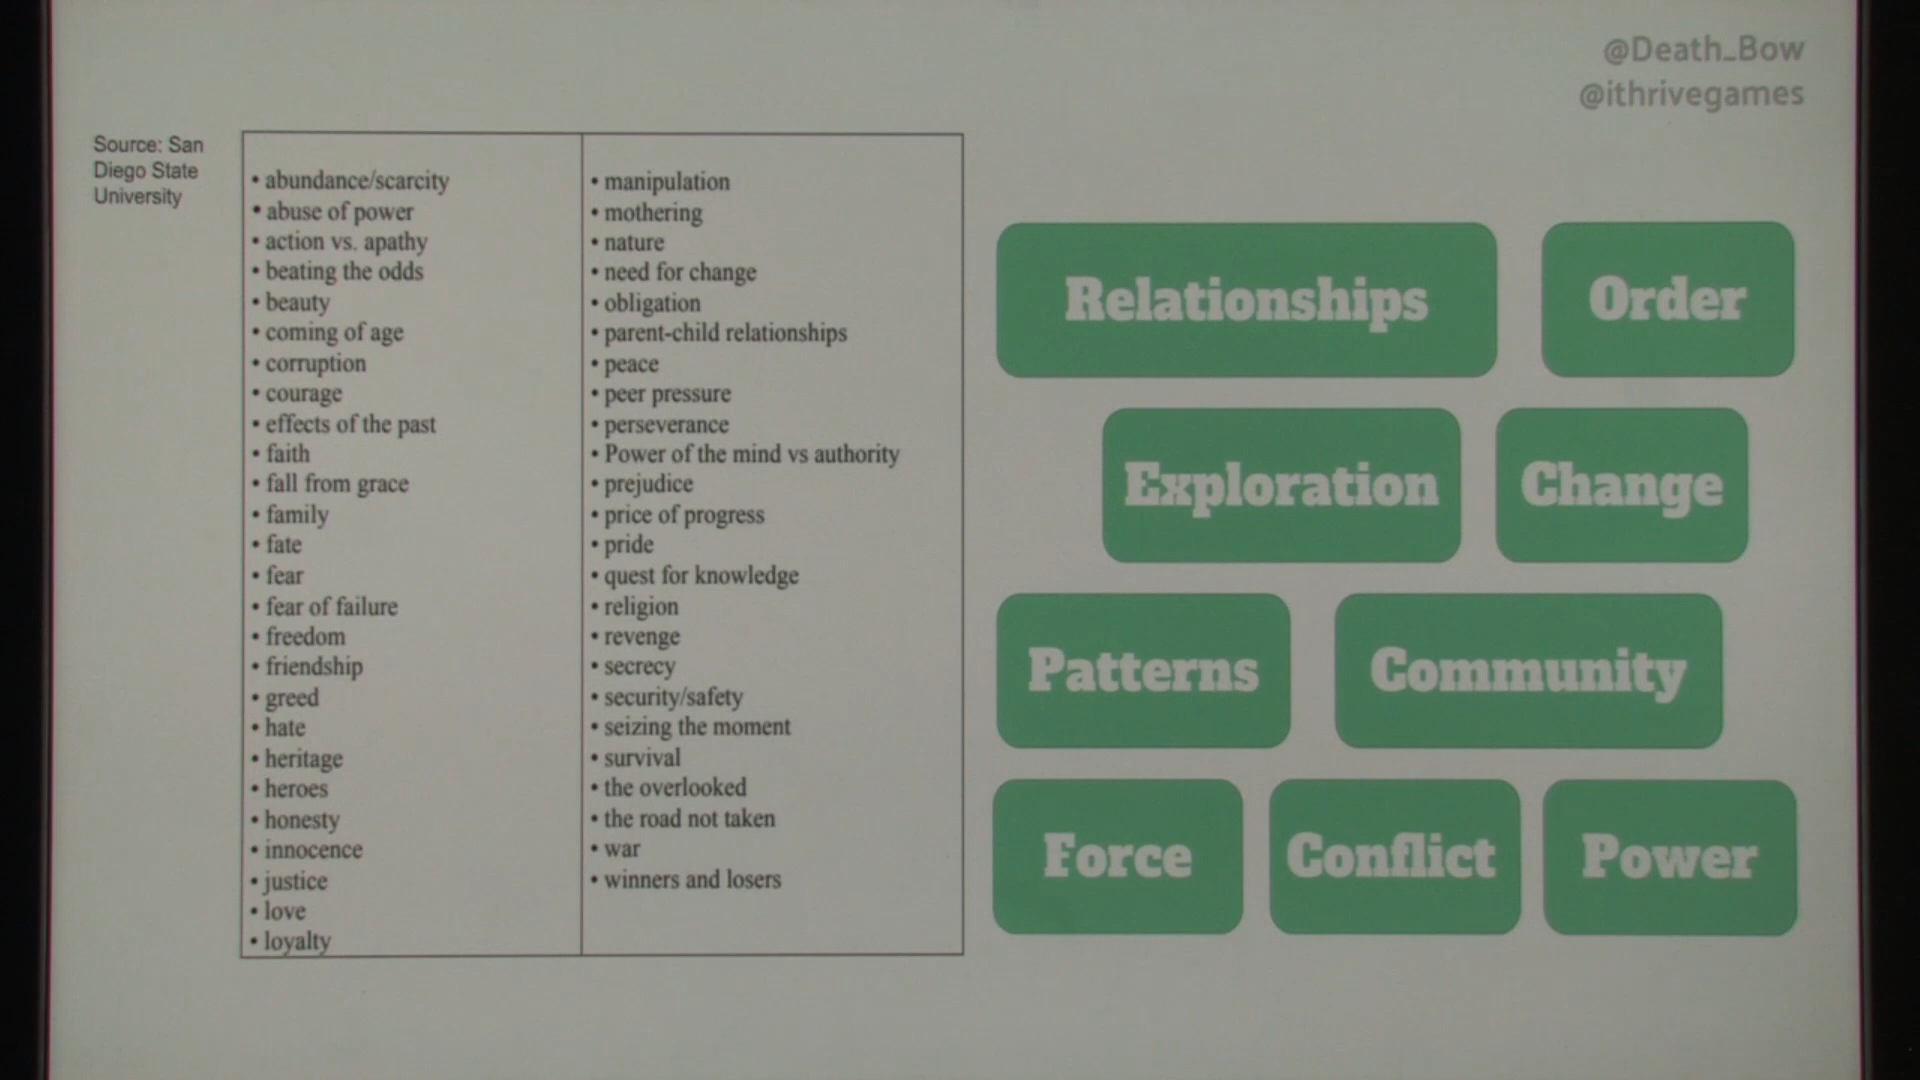 @Death_Bow
@ithrivegames
Source: San
Diego State
University
• abundance/scarcity
• abuse of power
• action vs. apathy
• beating the odds
• beauty
• coming of age
• corruption
• courage
• effects of the past
• faith
• fall from grace
• family
• fate
• fear
• fear of failure
• freedom
• friendship
• greed
• hate
• heritage
• heroes
• honesty
• innocence
• justice
• love
• loyalty
• manipulation
• mothering
• nature
• need for change
• obligation
• parent-child relationships
• peace
• peer pressure
• perseverance
• Power of the mind vs authority
• prejudice
• price of progress
• pride
• quest for knowledge
• religion
• revenge
• secrecy
• security/safety
• seizing the moment
• survival
• the overlooked
• the road not taken
• war
• winners and losers
Relationships
Order
Exploration
Change
Patterns
Community
Force
Conflict
Power